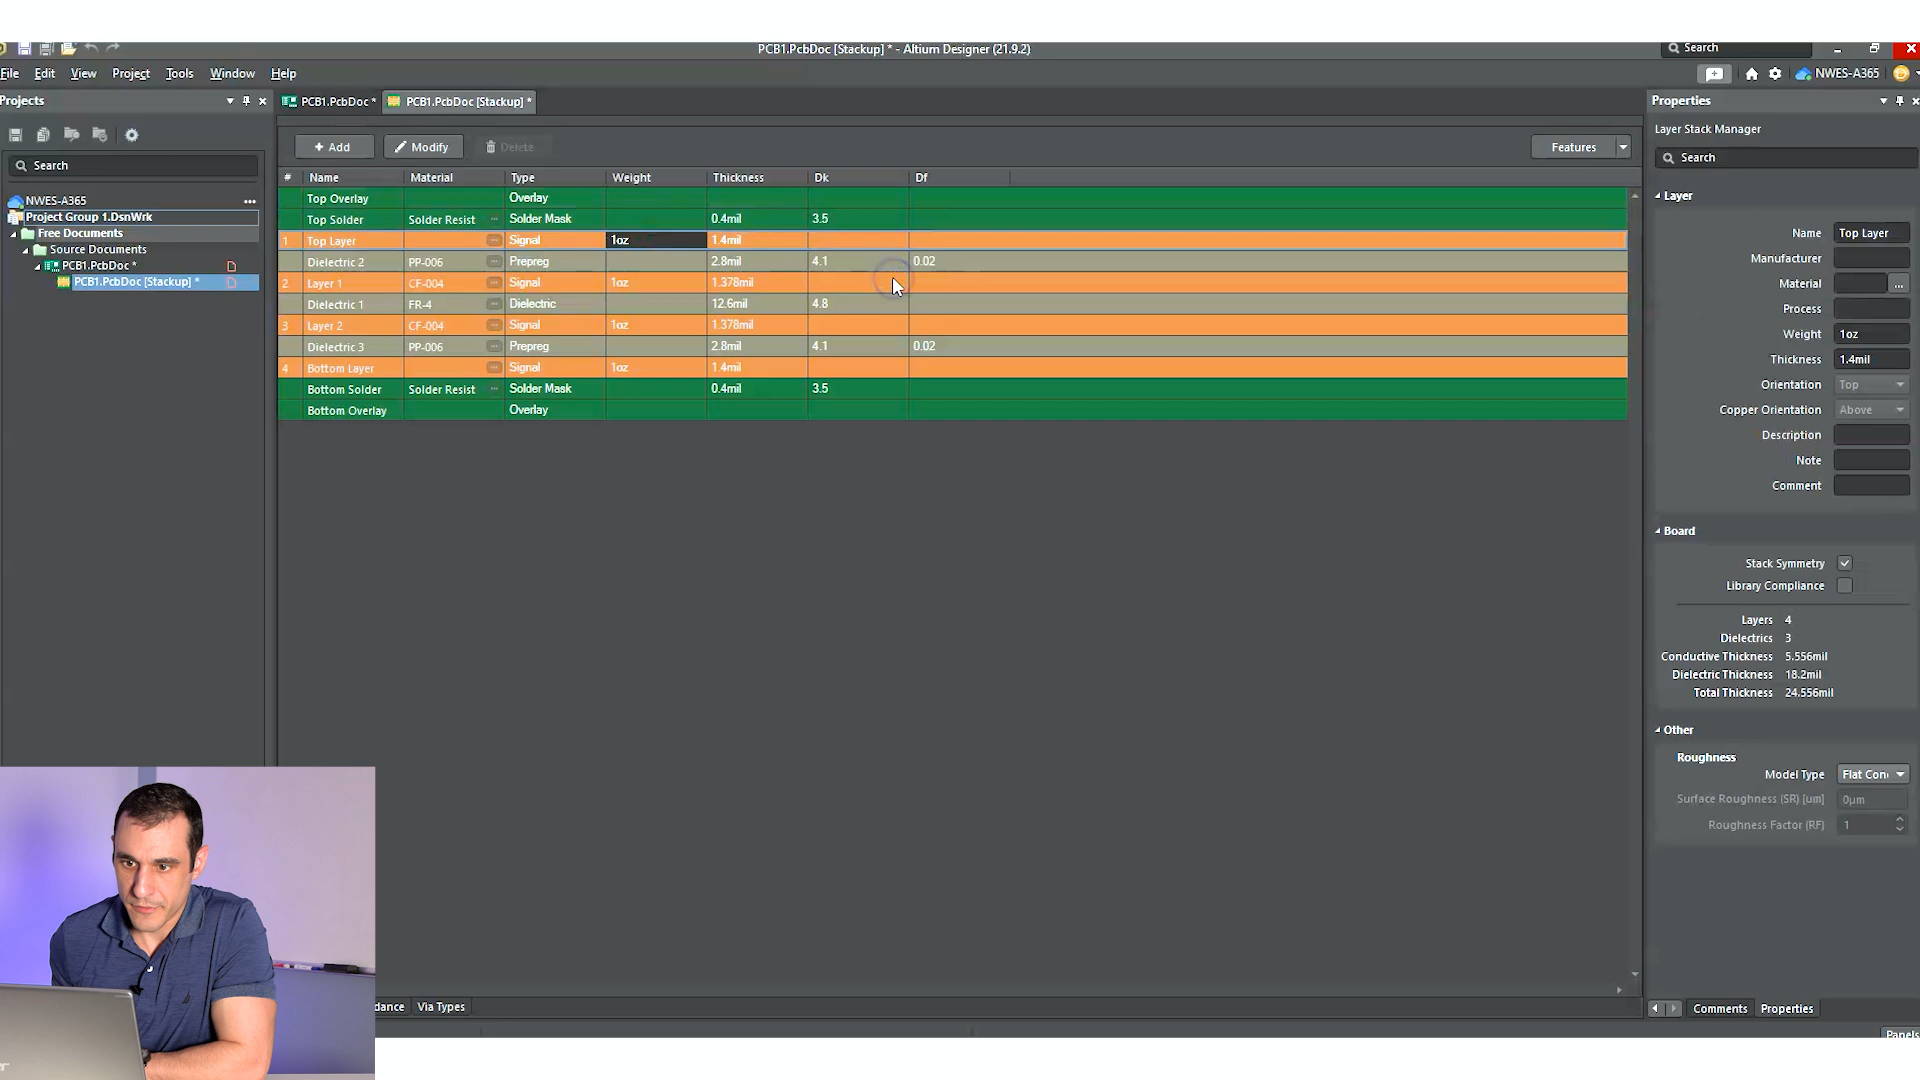 PCB1.PcbDoc [Stackup] * - Altium Designer (21.9.2)
Search
File Edit View Project Tools Window Help
NWES-A365
Projects
PCB1.PcbDoc *
PCB1.PcbDoc [Stackup] *
Properties
Layer Stack Manager
Search
+ Add
Modify
Delete
Features
Search
# Name Material Type Weight Thickness Dk Df
Top Overlay Overlay
Top Solder Solder Resist Solder Mask 0.4mil 3.5
1 Top Layer Signal 1oz 1.4mil
Dielectric 2 PP-006 Prepreg 2.8mil 4.1 0.02
2 Layer 1 CF-004 Signal 1oz 1.378mil
Dielectric 1 FR-4 Dielectric 12.6mil 4.8
3 Layer 2 CF-004 Signal 1oz 1.378mil
Dielectric 3 PP-006 Prepreg 2.8mil 4.1 0.02
4 Bottom Layer Signal 1oz 1.4mil
Bottom Solder Solder Resist Solder Mask 0.4mil 3.5
Bottom Overlay Overlay
NWES-A365
Project Group 1.DsnWrk
Free Documents
Source Documents
PCB1.PcbDoc *
PCB1.PcbDoc [Stackup] *
Layer
Name Top Layer
Manufacturer
Material ...
Process
Weight 1oz
Thickness 1.4mil
Orientation Top
Copper Orientation Above
Description
Note
Comment
Board
Stack Symmetry
Library Compliance
Layers 4
Dielectrics 3
Conductive Thickness 5.556mil
Dielectric Thickness 18.2mil
Total Thickness 24.556mil
Other
Roughness
Model Type Flat Con
Surface Roughness (SR) [um] 0µm
Roughness Factor (RF) 1
dance Via Types
Comments Properties
Panels